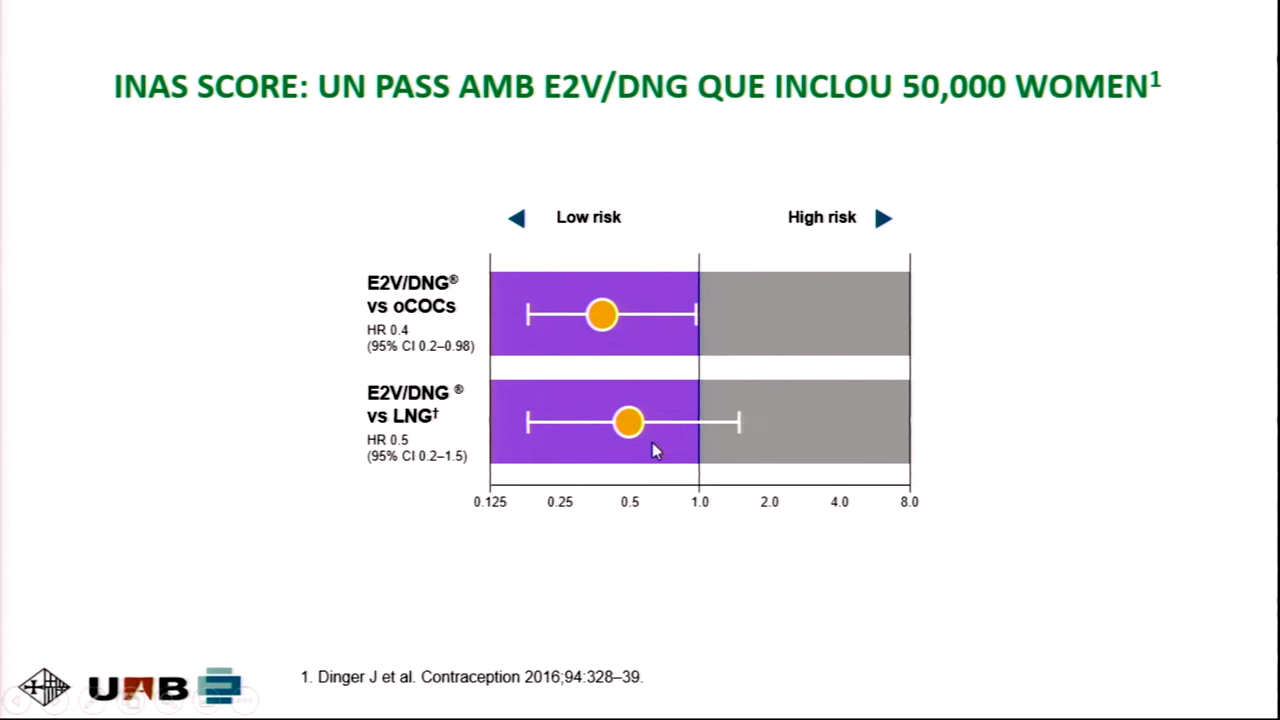 INAS SCORE: UN PASS AMB E2V/DNG QUE INCLOU 50,000 WOMEN¹
Low risk
High risk
E2V/DNG®
vs oCOCs
HR 0.4
(95% CI 0.2–0.98)
E2V/DNG ®
vs LNG†
HR 0.5
(95% CI 0.2–1.5)
0.125 0.25 0.5 1.0 2.0 4.0 8.0
UAB
1. Dinger J et al. Contraception 2016;94:328–39.